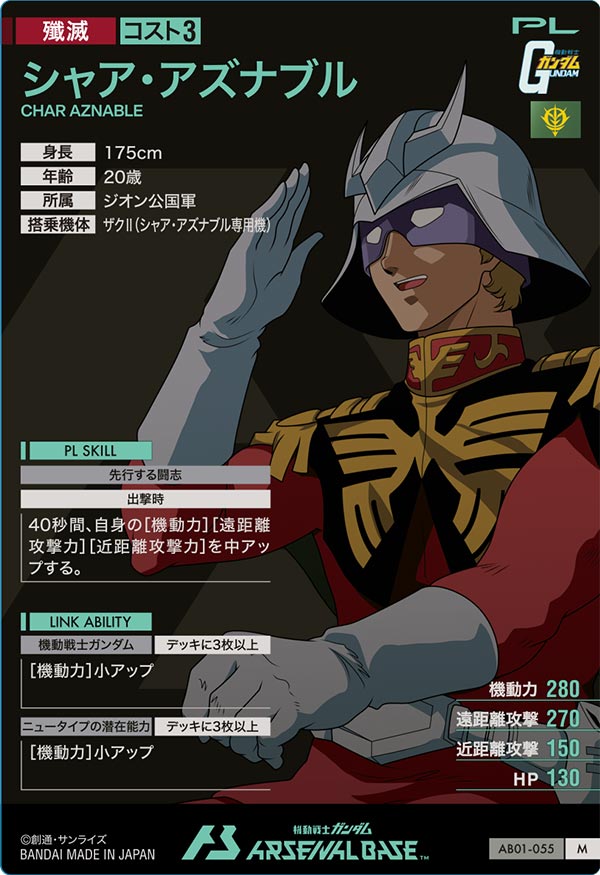 殲滅 コスト3
PL
シャア・アズナブル
CHAR AZNABLE
機動戦士
ガンダム
GUNDAM
身長 175cm
年齢 20歳
所属 ジオン公国軍
搭乗機体 ザクⅡ(シャア・アズナブル専用機)
PL SKILL
先行する闘志
出撃時
40秒間、自身の[機動力][遠距離
攻撃力][近距離攻撃力]を中アッ
プする。
LINK ABILITY
機動戦士ガンダム デッキに3枚以上
[機動力]小アップ
ニュータイプの潜在能力 デッキに3枚以上
[機動力]小アップ
機動力 280
遠距離攻撃 270
近距離攻撃 150
HP 130
©創通・サンライズ
BANDAI MADE IN JAPAN
機動戦士ガンダム
AB ARSENAL BASE™
AB01-055 M